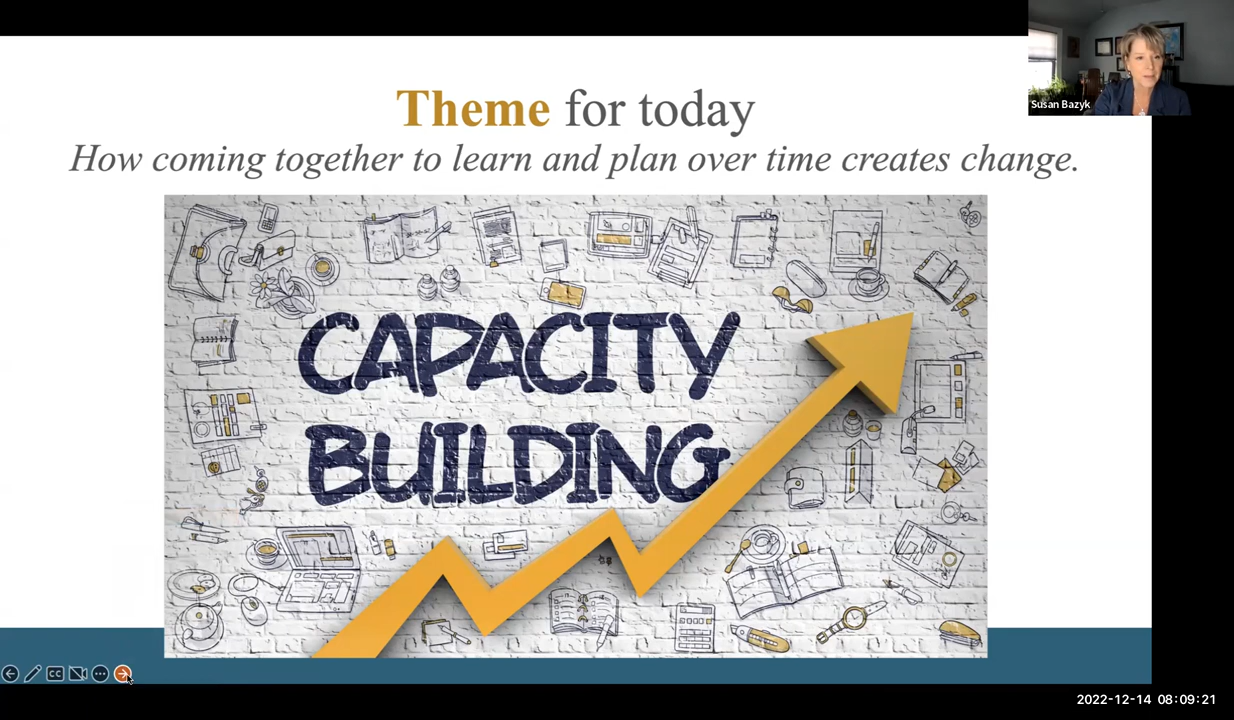 Theme for today
How coming together to learn and plan over time creates change.
Susan Bazyk
CAPACITY
BUILDING
CC
2022-12-14 08:09:21